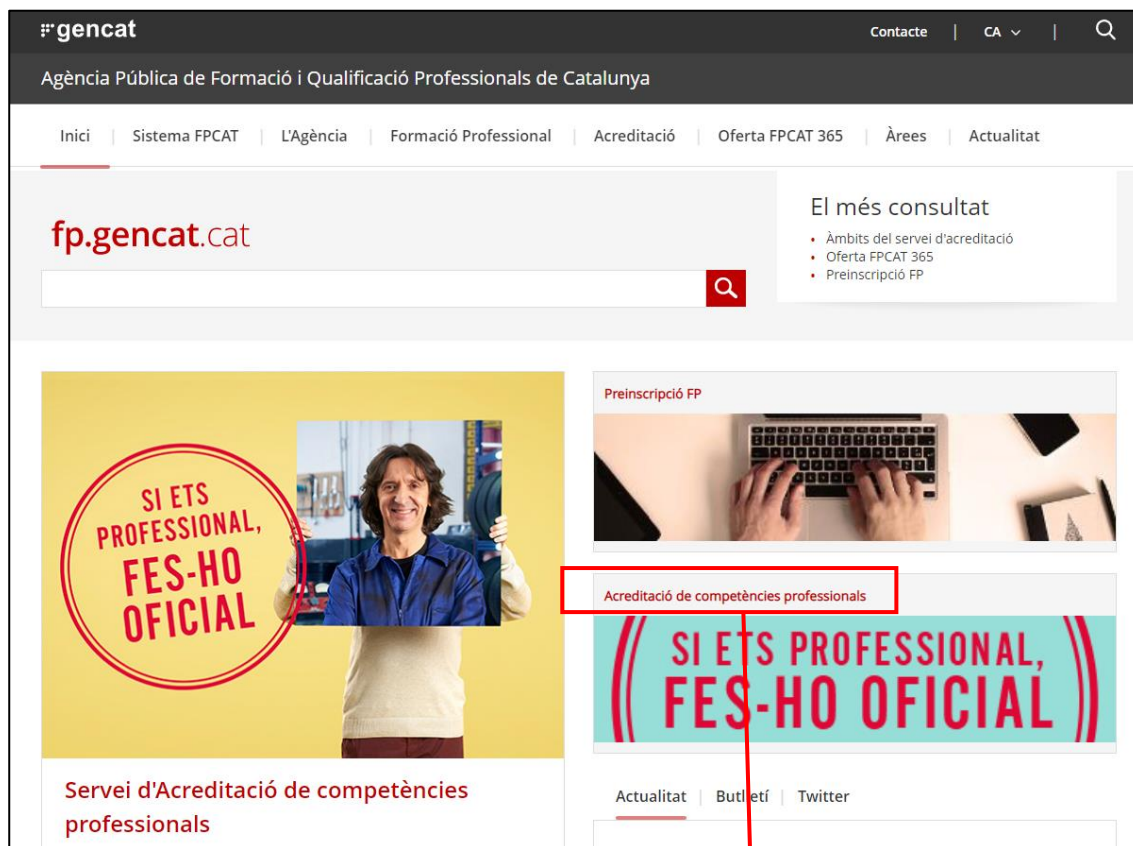 gencat
Contacte | CA |
Agència Pública de Formació i Qualificació Professionals de Catalunya
Inici | Sistema FPCAT | L'Agència | Formació Professional | Acreditació | Oferta FPCAT 365 | Àrees | Actualitat
fp.gencat.cat
El més consultat
• Àmbits del servei d'acreditació
• Oferta FPCAT 365
• Preinscripció FP
SI ETS
PROFESSIONAL,
FES-HO
OFICIAL
Servei d'Acreditació de competències
professionals
Preinscripció FP
Acreditació de competències professionals
SI ETS PROFESSIONAL,
FES-HO OFICIAL
Actualitat | Butlletí | Twitter